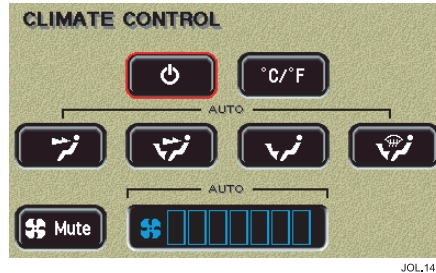 CLIMATE CONTROL
°C/°F
AUTO
AUTO
Mute
JOL.14